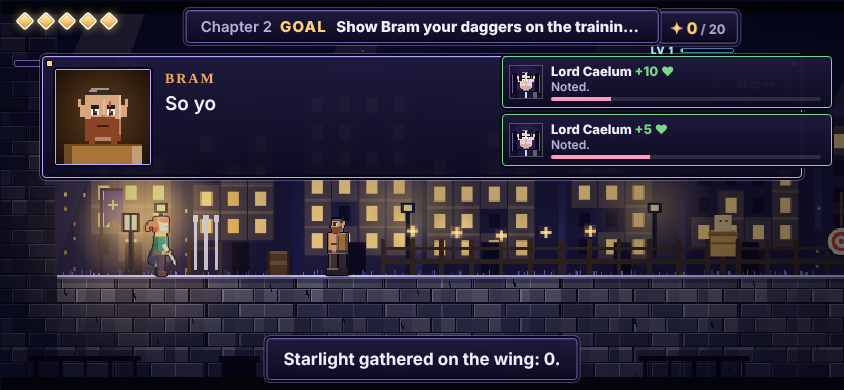 Chapter 2 GOAL Show Bram your daggers on the trainin...
0 / 20
LV 1
BRAM
So yo
Lord Caelum +10
Noted.
Lord Caelum +5
Noted.
Skip
Starlight gathered on the wing: 0.